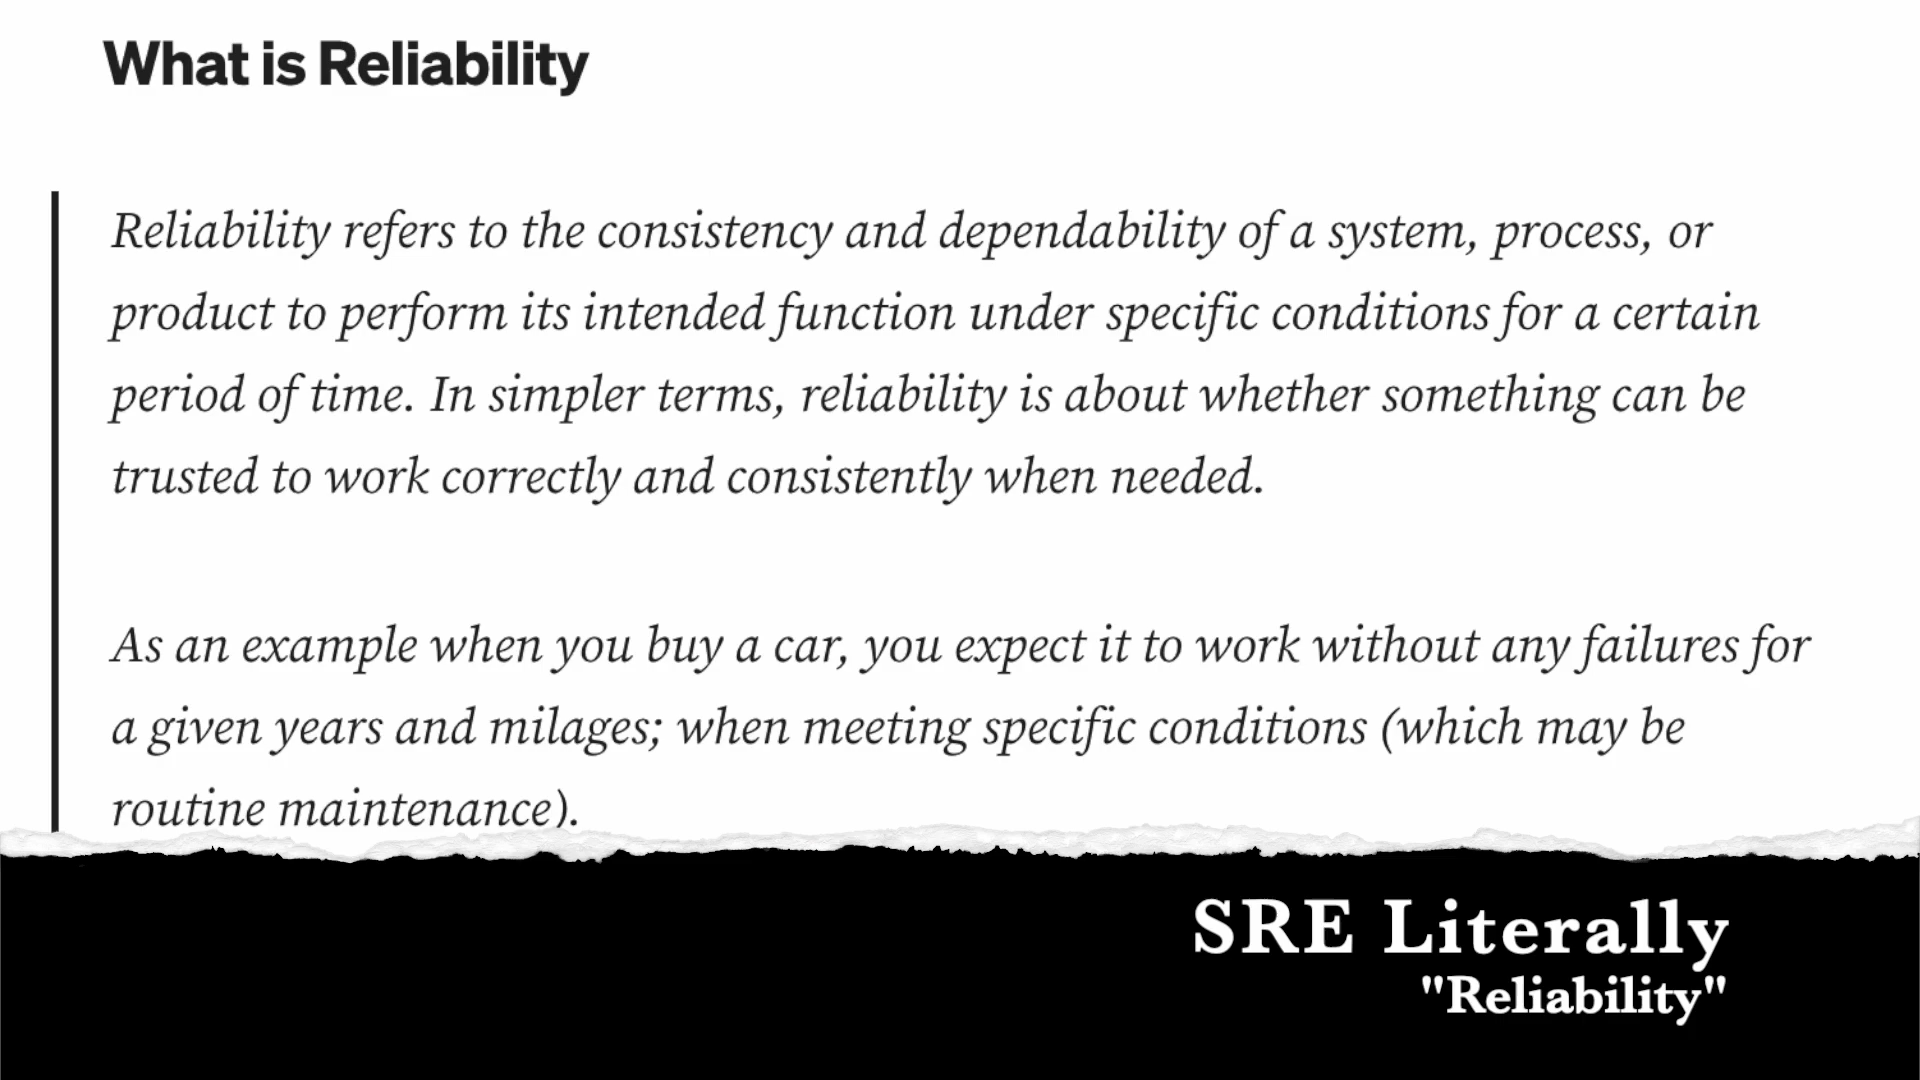 What is Reliability
Reliability refers to the consistency and dependability of a system, process, or
product to perform its intended function under specific conditions for a certain
period of time. In simpler terms, reliability is about whether something can be
trusted to work correctly and consistently when needed.
As an example when you buy a car, you expect it to work without any failures for
a given years and milages; when meeting specific conditions (which may be
routine maintenance).
SRE Literally
"Reliability"